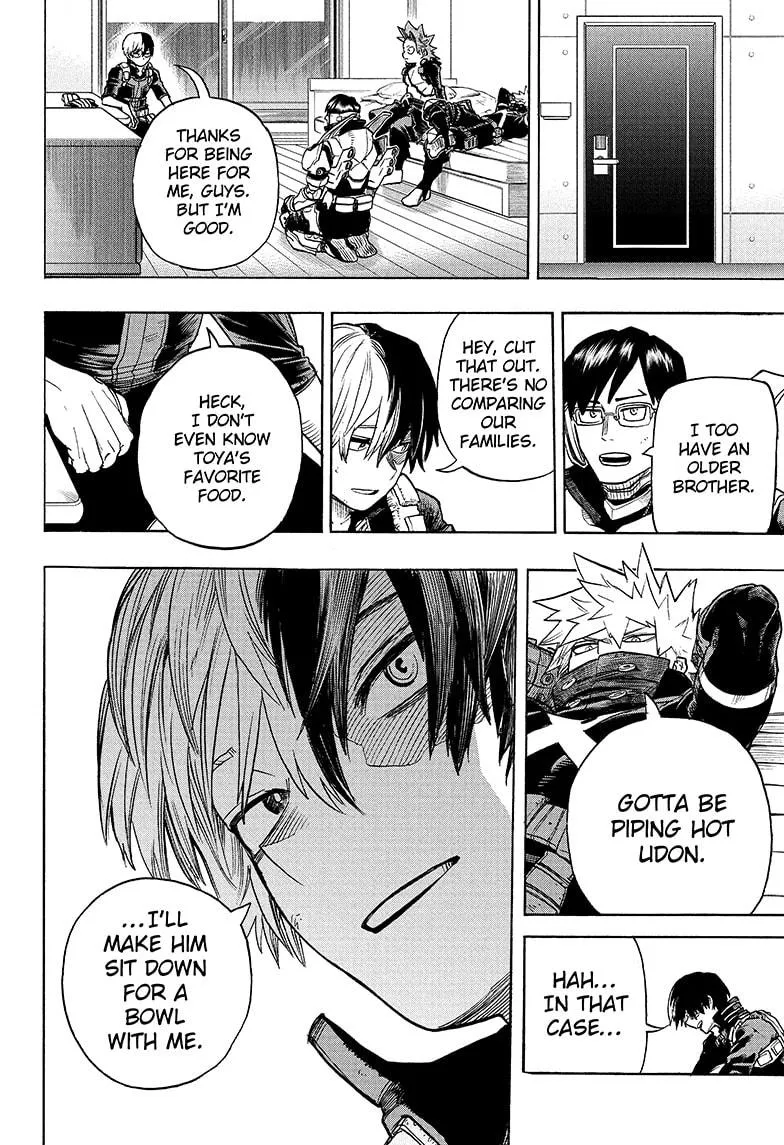 THANKS
FOR BEING
HERE FOR
ME, GUYS.
BUT I'M
GOOD.
I TOO
HAVE AN
OLDER
BROTHER.
HEY, CUT
THAT OUT.
THERE'S NO
COMPARING
OUR
FAMILIES.
HECK,
I DON'T
EVEN KNOW
TOYA'S
FAVORITE
FOOD.
GOTTA BE
PIPING HOT
UDON.
HAH...
IN THAT
CASE...
...I'LL
MAKE HIM
SIT DOWN
FOR A
BOWL
WITH ME.